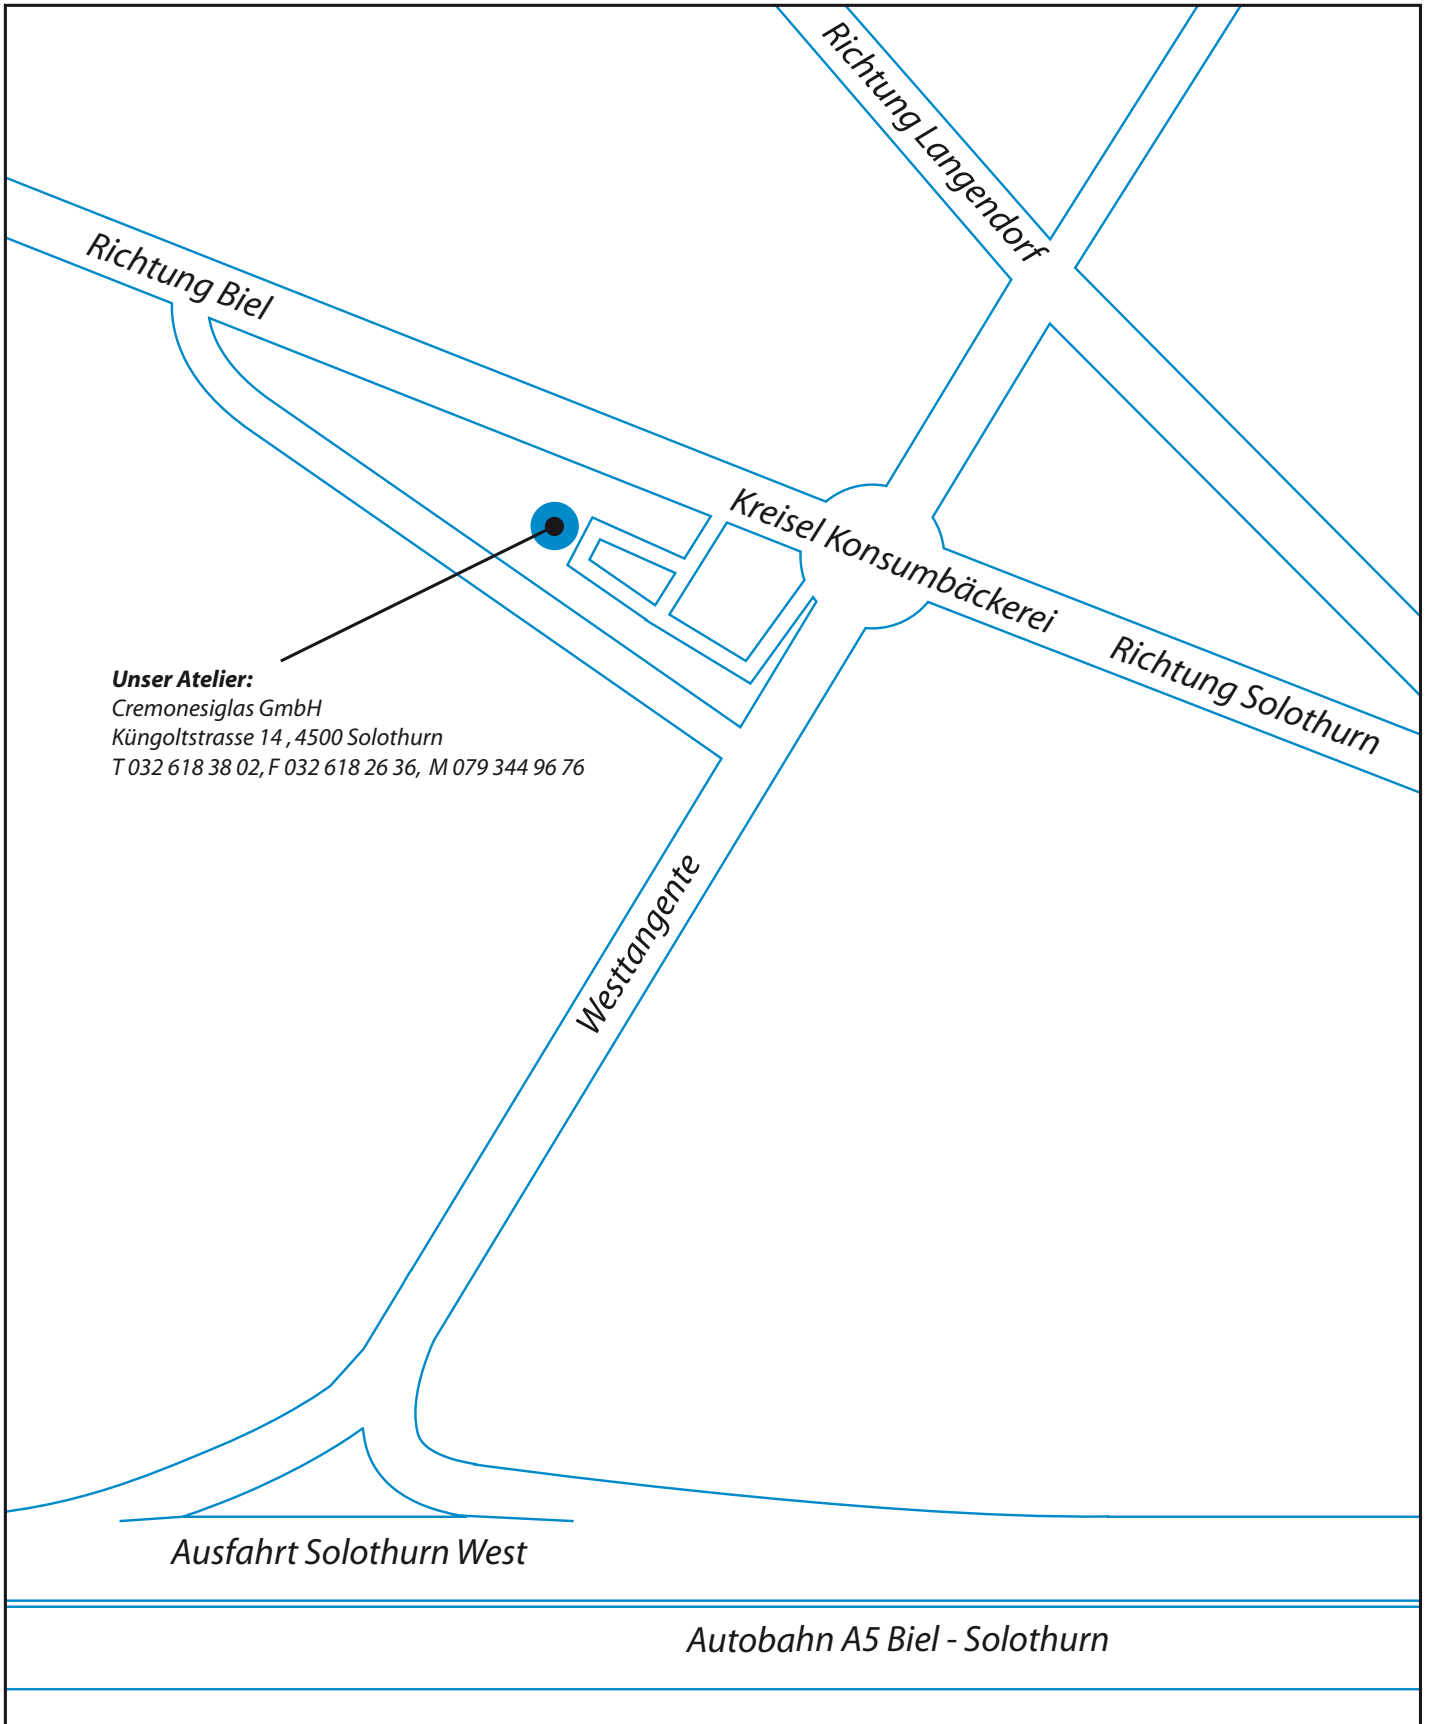 Richtung Langendorf
Richtung Biel
Kreisel Konsumbäckerei
Richtung Solothurn
Unser Atelier:
Cremonesiglas GmbH
Küngoltstrasse 14 , 4500 Solothurn
T 032 618 38 02, F 032 618 26 36, M 079 344 96 76
Westtangente
Ausfahrt Solothurn West
Autobahn A5 Biel - Solothurn